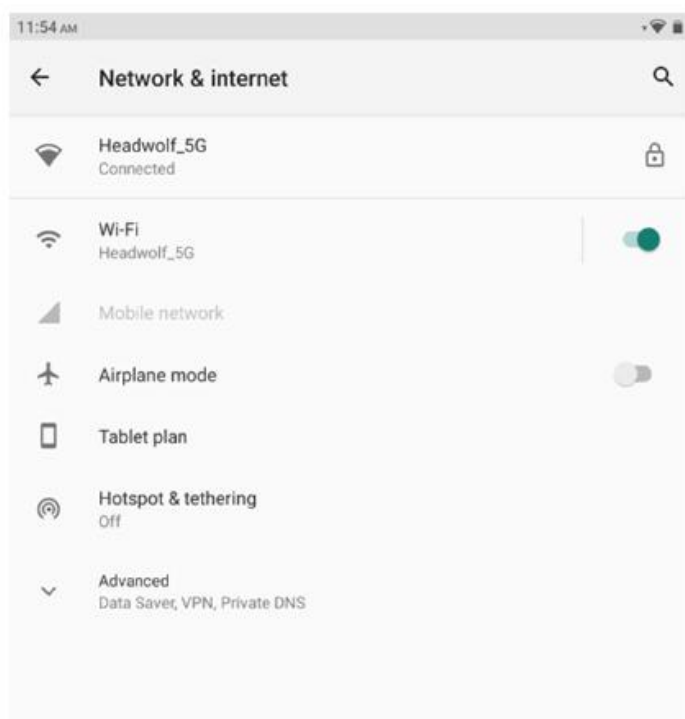 11:54 AM
Network & internet
Headwolf_5G
Connected
Wi-Fi
Headwolf_5G
Mobile network
Airplane mode
Tablet plan
Hotspot & tethering
Off
Advanced
Data Saver, VPN, Private DNS